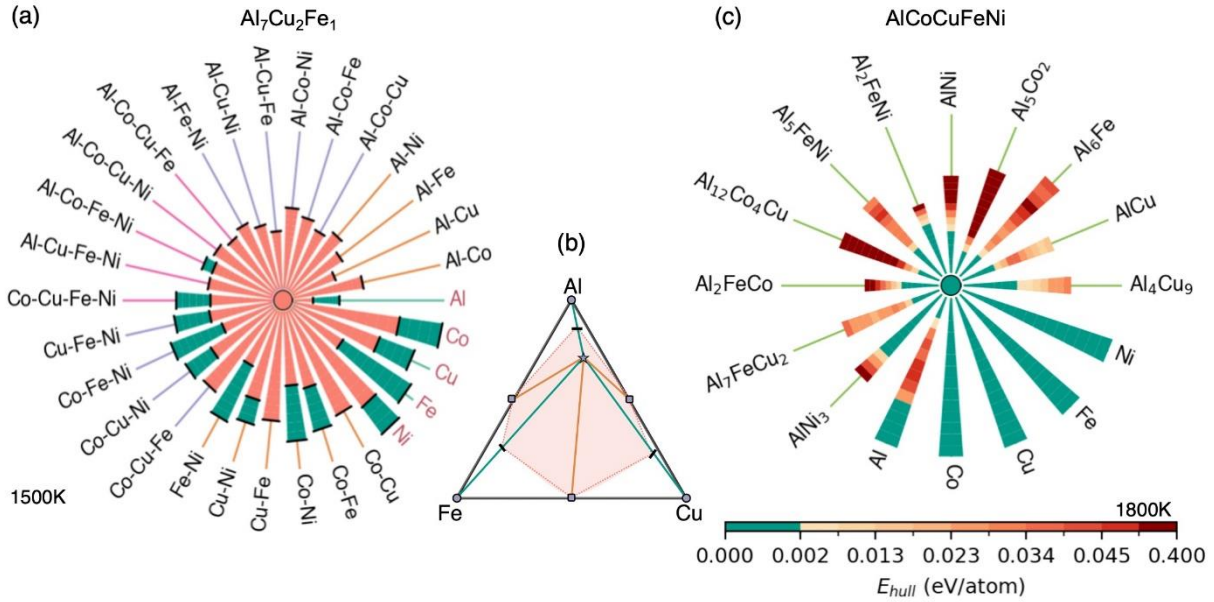 (a)
Al₇Cu₂Fe₁
Al-Co-Ni
Al-Co-Fe
Al-Co-Cu
Al-Ni
Al-Fe
Al-Cu
Al-Co
Al
Co
Cu
Fe
Ni
Co-Cu
Co-Fe
Co-Ni
Cu-Fe
Cu-Ni
Fe-Ni
Co-Cu-Fe
Co-Cu-Ni
Co-Fe-Ni
Cu-Fe-Ni
Co-Cu-Fe-Ni
Al-Cu-Fe-Ni
Al-Co-Fe-Ni
Al-Co-Cu-Ni
Al-Co-Cu-Fe
Al-Fe-Ni
Al-Cu-Ni
Al-Cu-Fe
1500K
(b)
Al
Fe
Cu
(c)
AlCoCuFeNi
AlNi
Al₅Co₂
Al₆Fe
AlCu
Al₄Cu₉
Ni
Fe
Cu
Co
Al
AlNi₃
Al₇FeCu₂
Al₂FeCo
Al₁₂Co₄Cu
Al₅FeNi
Al₂FeNi
1800K
0.000 0.002 0.013 0.023 0.034 0.045 0.400
E_hull (eV/atom)